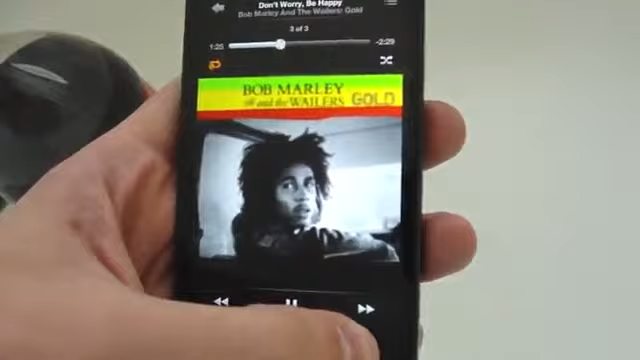 Don't Worry, Be Happy
Bob Marley And The Wailers: Gold
3 of 3
1:25
-2:29
BOB MARLEY
and the WAILERS GOLD